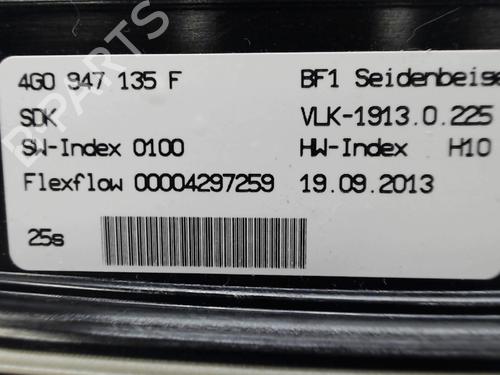 4G0 947 135 F BF1 Seidenbeise
SDK VLK-1913.0.225
SW-Index 0100 HW-Index H10
Flexflow 00004297259 19.09.2013
25s